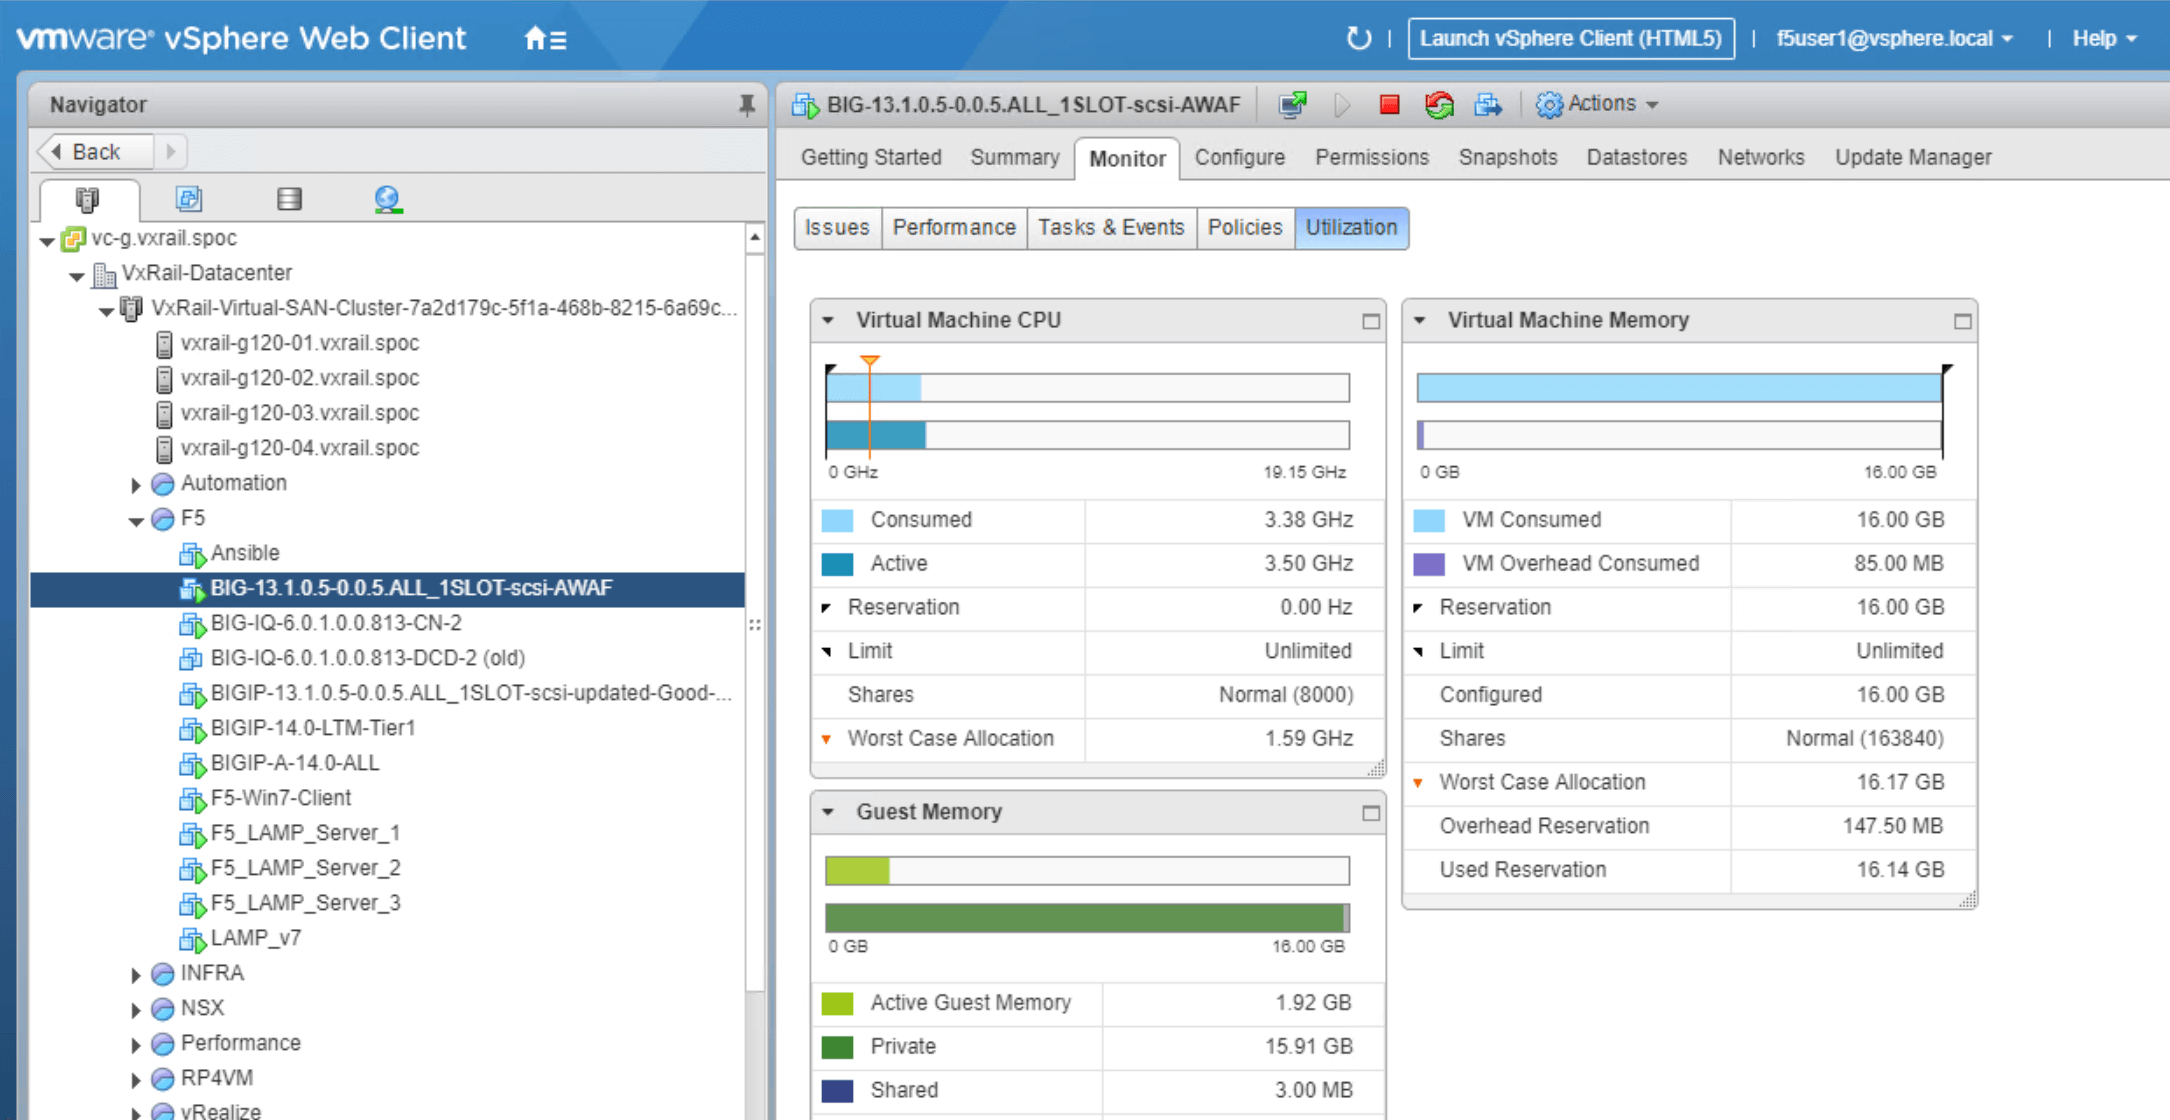 vmware® vSphere Web Client
Launch vSphere Client (HTML5)
f5user1@vsphere.local
Help
Navigator
Back
vc-g.vxrail.spoc
VxRail-Datacenter
VxRail-Virtual-SAN-Cluster-7a2d179c-5f1a-468b-8215-6a69c...
vxrail-g120-01.vxrail.spoc
vxrail-g120-02.vxrail.spoc
vxrail-g120-03.vxrail.spoc
vxrail-g120-04.vxrail.spoc
Automation
F5
Ansible
BIG-13.1.0.5-0.0.5.ALL_1SLOT-scsi-AWAF
BIG-IQ-6.0.1.0.0.813-CN-2
BIG-IQ-6.0.1.0.0.813-DCD-2 (old)
BIGIP-13.1.0.5-0.0.5.ALL_1SLOT-scsi-updated-Good-...
BIGIP-14.0-LTM-Tier1
BIGIP-A-14.0-ALL
F5-Win7-Client
F5_LAMP_Server_1
F5_LAMP_Server_2
F5_LAMP_Server_3
LAMP_v7
INFRA
NSX
Performance
RP4VM
vRealize
BIG-13.1.0.5-0.0.5.ALL_1SLOT-scsi-AWAF
Actions
Getting Started Summary Monitor Configure Permissions Snapshots Datastores Networks Update Manager
Issues Performance Tasks & Events Policies Utilization
Virtual Machine CPU
0 GHz 19.15 GHz
Consumed 3.38 GHz
Active 3.50 GHz
Reservation 0.00 Hz
Limit Unlimited
Shares Normal (8000)
Worst Case Allocation 1.59 GHz
Guest Memory
0 GB 16.00 GB
Active Guest Memory 1.92 GB
Private 15.91 GB
Shared 3.00 MB
Virtual Machine Memory
0 GB 16.00 GB
VM Consumed 16.00 GB
VM Overhead Consumed 85.00 MB
Reservation 16.00 GB
Limit Unlimited
Configured 16.00 GB
Shares Normal (163840)
Worst Case Allocation 16.17 GB
Overhead Reservation 147.50 MB
Used Reservation 16.14 GB